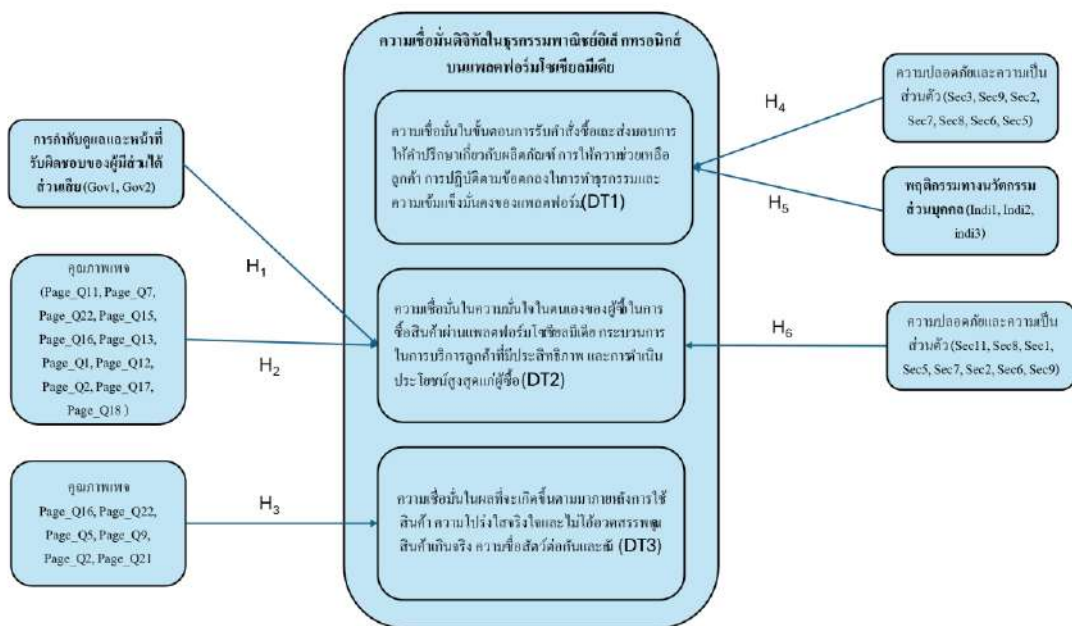 ความเชื่อมั่นดิจิทัลในธุรกรรมพาณิชย์อิเล็กทรอนิกส์
บนแพลตฟอร์มโซเชียลมีเดีย
การกำกับดูแลและหน้าที่
รับผิดชอบของผู้มีส่วนได้
ส่วนเสีย(Gov1, Gov2)
H1
คุณภาพเพจ
(Page_Q11, Page_Q7,
Page_Q22, Page_Q15,
Page_Q16, Page_Q13,
Page_Q1, Page_Q12,
Page_Q2, Page_Q17,
Page_Q18 )
H2
คุณภาพเพจ
Page_Q16, Page_Q22,
Page_Q5, Page_Q9,
Page_Q2, Page_Q21
H3
ความเชื่อมั่นในขั้นตอนการรับคำสั่งซื้อและส่งมอบการ
ให้คำปรึกษาเกี่ยวกับผลิตภัณฑ์ การให้ความช่วยเหลือ
ลูกค้า การปฏิบัติตามข้อตกลงในการทำธุรกรรมและ
ความเข้มแข็งมั่นคงของแพลตฟอร์ม(DT1)
ความเชื่อมั่นในความมั่นใจในตนเองของผู้ซื้อในการ
ซื้อสินค้าผ่านแพลตฟอร์มโซเชียลมีเดีย กระบวนการ
ในการบริการลูกค้าที่มีประสิทธิภาพ และการดำเนิน
ประโยชน์สูงสุดแก่ผู้ซื้อ(DT2)
ความเชื่อมั่นในผลที่จะเกิดขึ้นตามมาภายหลังการใช้
สินค้า ความโปร่งใสจริงใจและไม่โอ้อวดสรรพคุณ
สินค้าเกินจริง ความซื่อสัตว์ต่อกันและ (DT3)
H4
ความปลอดภัยและความเป็น
ส่วนตัว(Sec3, Sec9, Sec2,
Sec7, Sec8, Sec6, Sec5)
H5
พฤติกรรมทางนวัตกรรม
ส่วนบุคคล(Indi1, Indi2,
indi3)
H6
ความปลอดภัยและความเป็น
ส่วนตัว (Sec11, Sec8, Sec1,
Sec5, Sec7, Sec2, Sec6, Sec9)